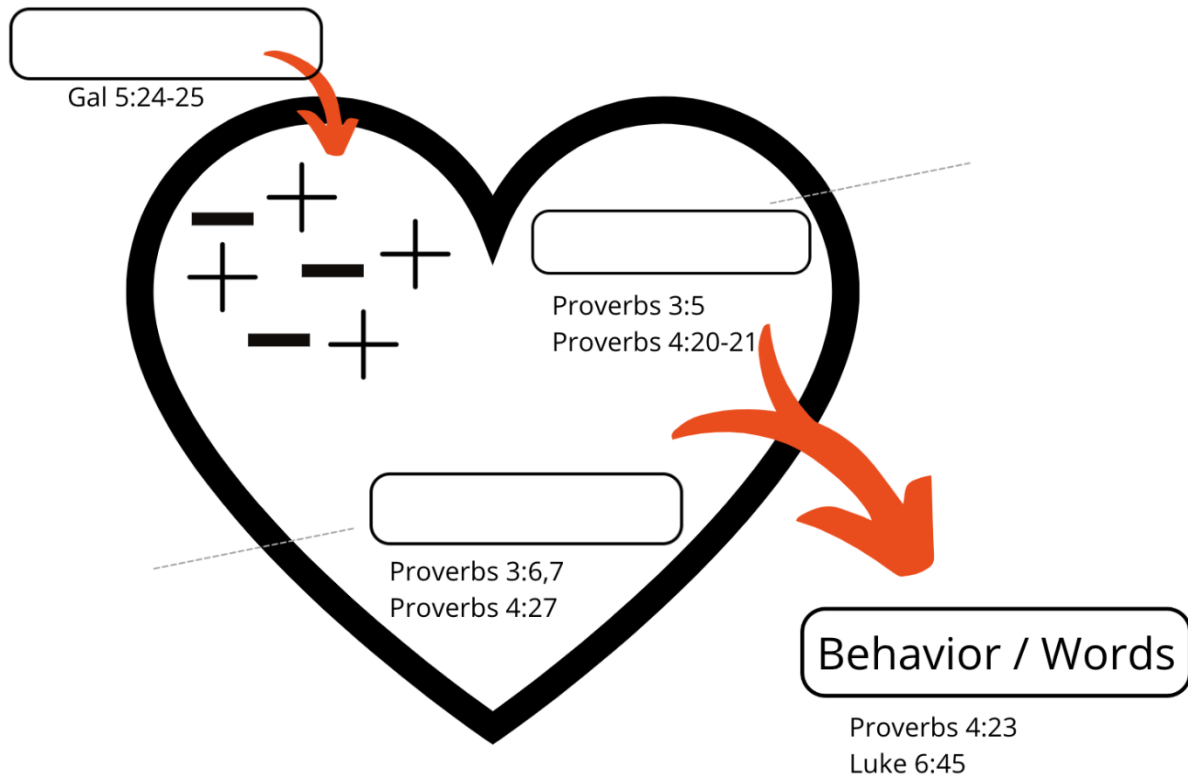 Gal 5:24-25
Proverbs 3:5
Proverbs 4:20-21
Proverbs 3:6,7
Proverbs 4:27
Behavior / Words
Proverbs 4:23
Luke 6:45